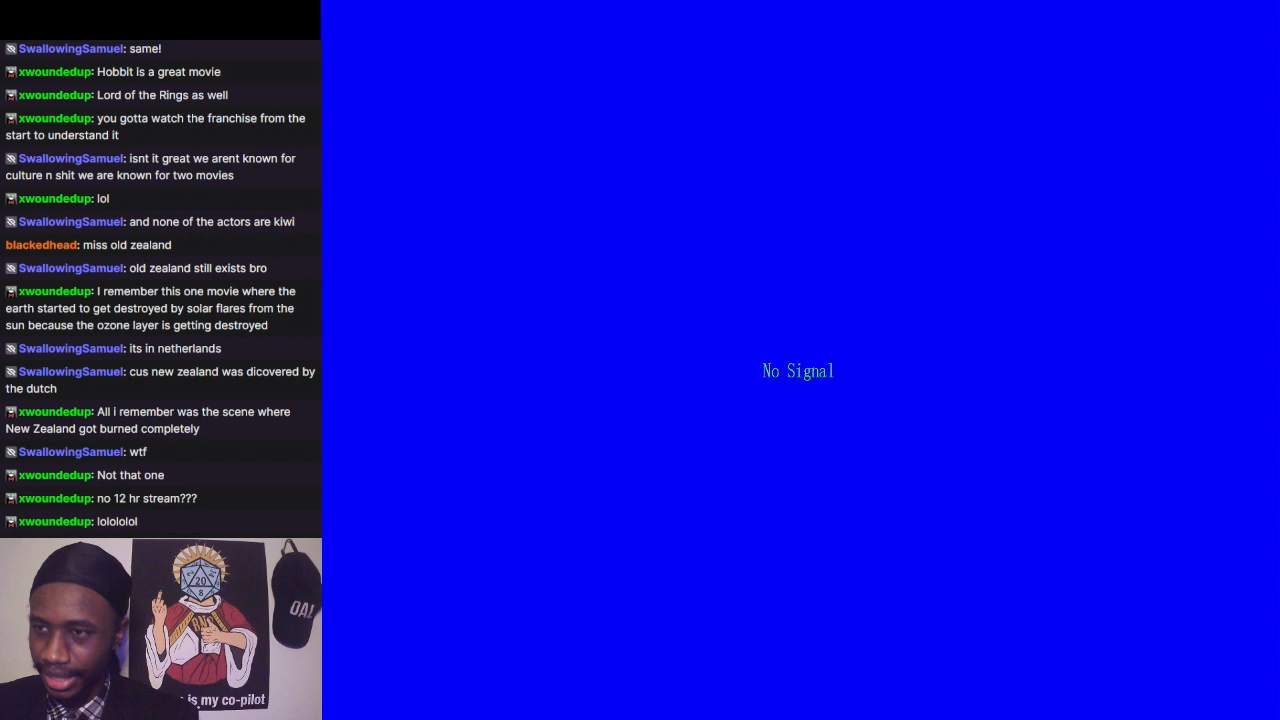 SwallowingSamuel: same!
xwoundedup: Hobbit is a great movie
xwoundedup: Lord of the Rings as well
xwoundedup: you gotta watch the franchise from the
start to understand it
SwallowingSamuel: isnt it great we arent known for
culture n shit we are known for two movies
xwoundedup: lol
SwallowingSamuel: and none of the actors are kiwi
blackedhead: miss old zealand
SwallowingSamuel: old zealand still exists bro
xwoundedup: I remember this one movie where the
earth started to get destroyed by solar flares from the
sun because the ozone layer is getting destroyed
SwallowingSamuel: its in netherlands
SwallowingSamuel: cus new zealand was dicovered by
the dutch
xwoundedup: All i remember was the scene where
New Zealand got burned completely
SwallowingSamuel: wtf
xwoundedup: Not that one
xwoundedup: no 12 hr stream???
xwoundedup: lolololol
No Signal
20
8
is my co-pilot